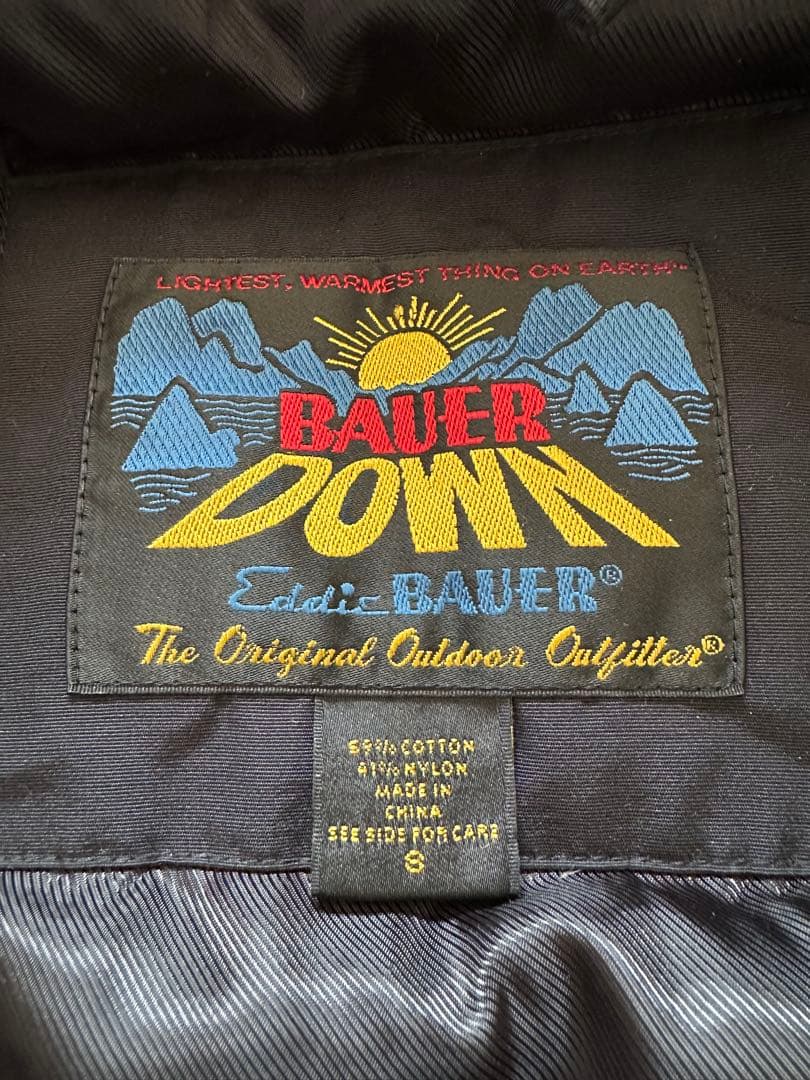 LIGHTEST, WARMEST THING ON EARTH™
BAUER
DOWN
Eddie BAUER®
The Original Outdoor Outfitter®
59% COTTON
41% NYLON
MADE IN
CHINA
SEE SIDE FOR CARE
S